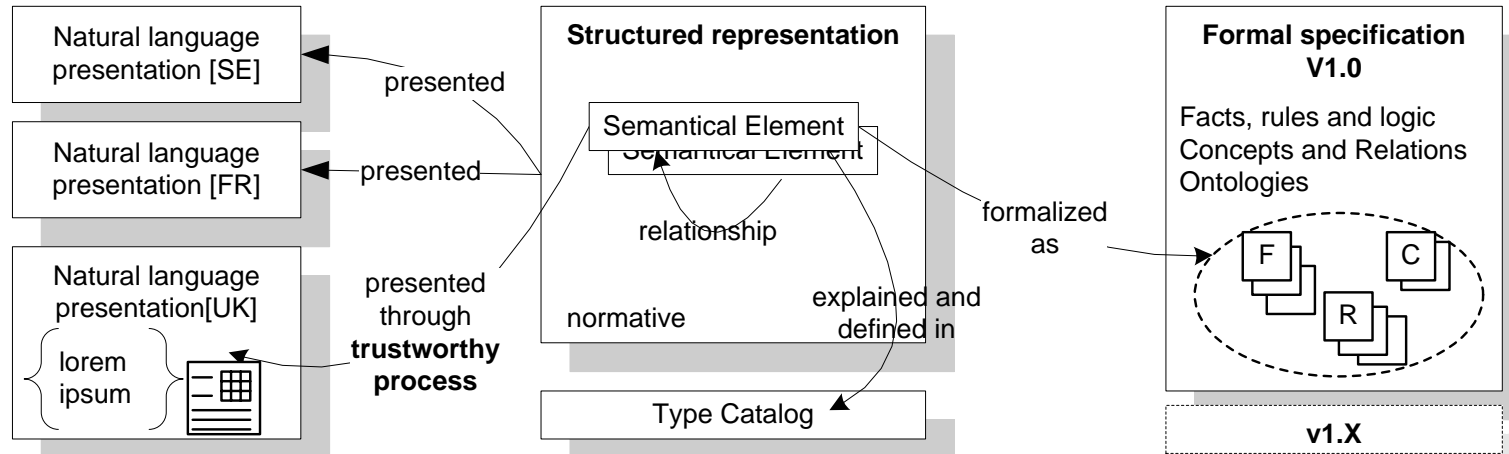 Natural language
presentation [SE]
Natural language
presentation [FR]
Natural language
presentation[UK]
lorem
ipsum
presented
presented
presented
through
trustworthy
process
Structured representation
Semantical Element
Semantical Element
relationship
normative
explained and
defined in
Type Catalog
formalized
as
Formal specification
V1.0
Facts, rules and logic
Concepts and Relations
Ontologies
F
C
R
v1.X